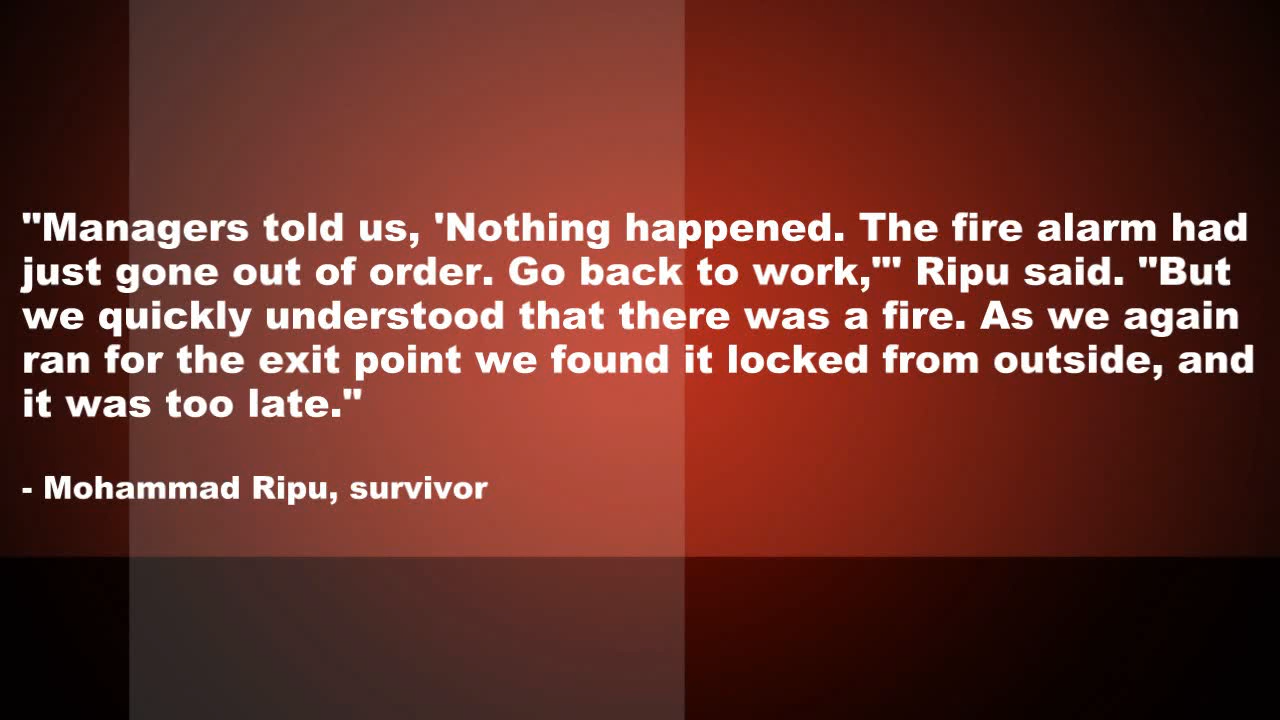 "Managers told us, 'Nothing happened. The fire alarm had
just gone out of order. Go back to work,'" Ripu said. "But
we quickly understood that there was a fire. As we again
ran for the exit point we found it locked from outside, and
it was too late."
- Mohammad Ripu, survivor